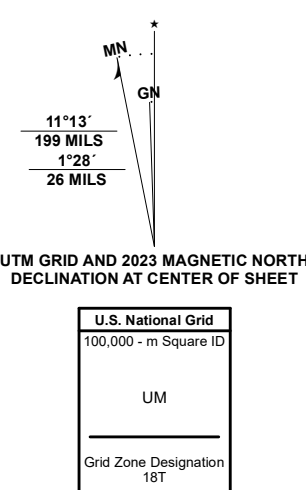 ★
MN
GN
11°13´
199 MILS
1°28´
26 MILS
UTM GRID AND 2023 MAGNETIC NORTH
DECLINATION AT CENTER OF SHEET
U.S. National Grid
100,000 - m Square ID
UM
Grid Zone Designation
18T